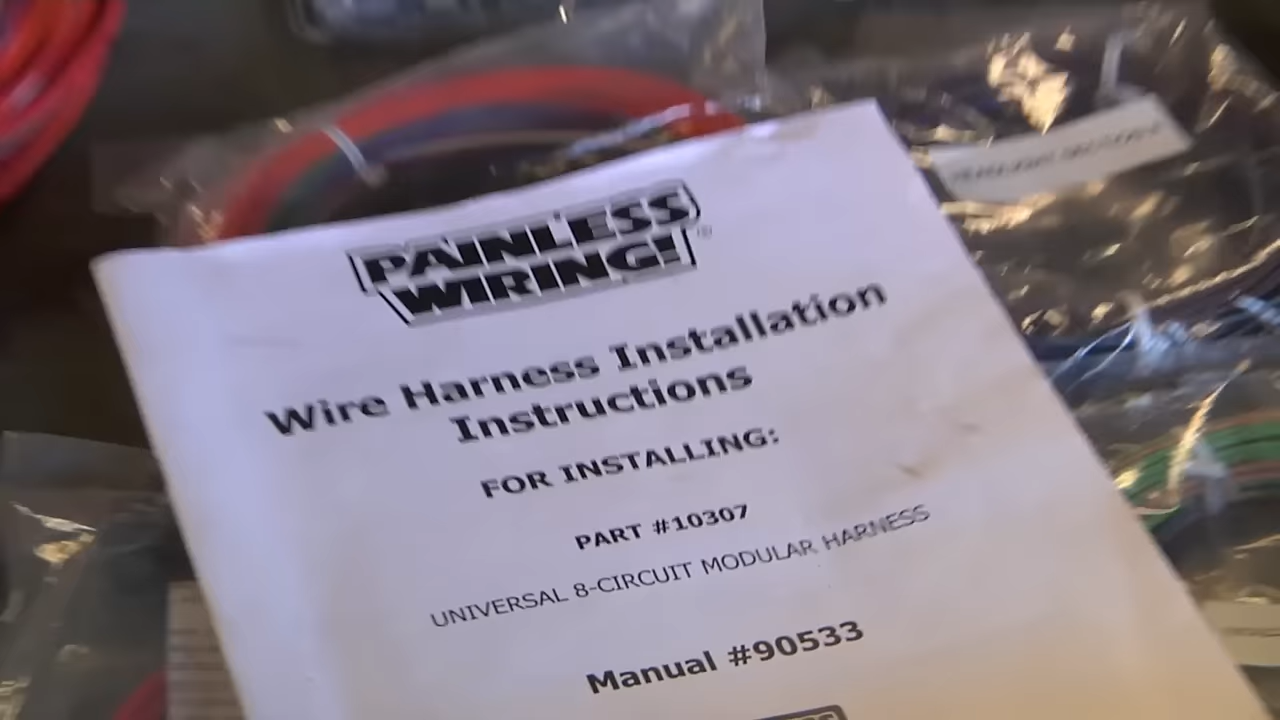 PAINLESS
WIRING!®
Wire Harness Installation
Instructions
FOR INSTALLING:
PART #10307
UNIVERSAL 8-CIRCUIT MODULAR HARNESS
Manual #90533